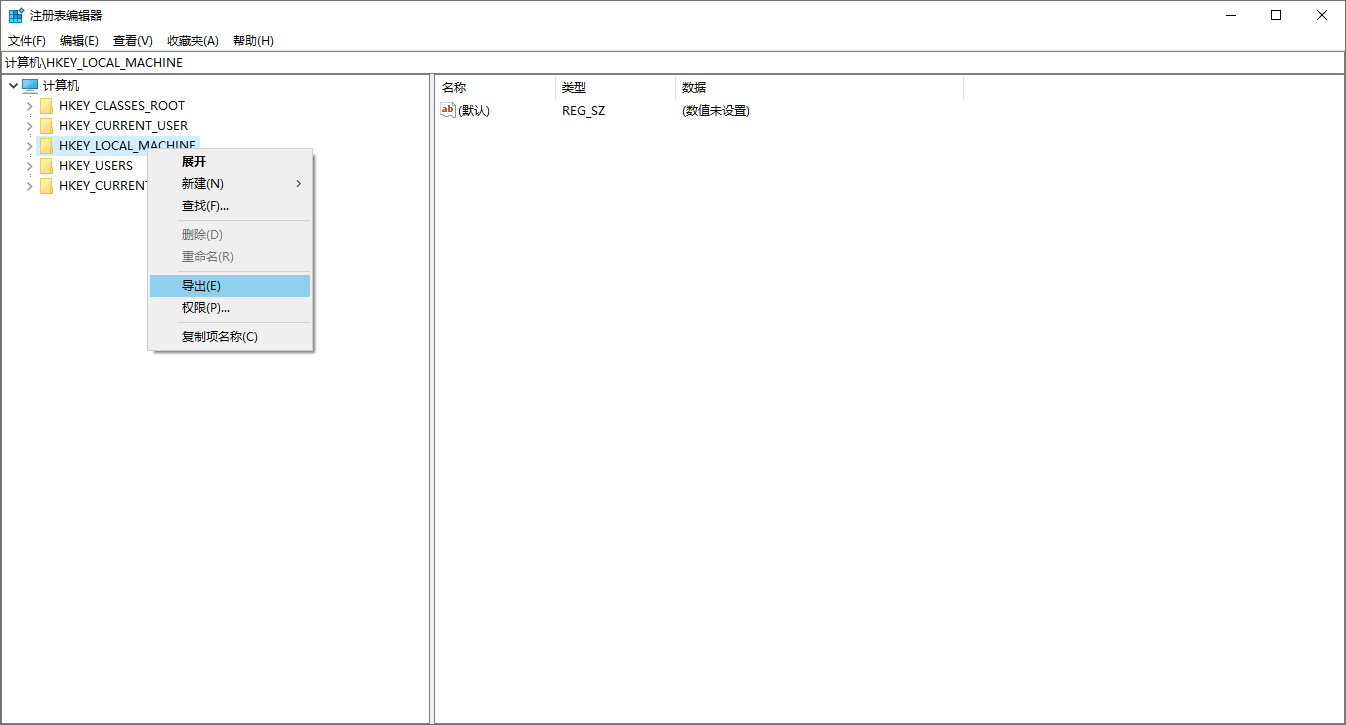 注册表编辑器
文件(F) 编辑(E) 查看(V) 收藏夹(A) 帮助(H)
计算机\HKEY_LOCAL_MACHINE
计算机
HKEY_CLASSES_ROOT
HKEY_CURRENT_USER
HKEY_LOCAL_MACHINE
HKEY_USERS
HKEY_CURRENT
展开
新建(N)
查找(F)...
删除(D)
重命名(R)
导出(E)
权限(P)...
复制项名称(C)
名称 类型 数据
ab (默认) REG_SZ (数值未设置)